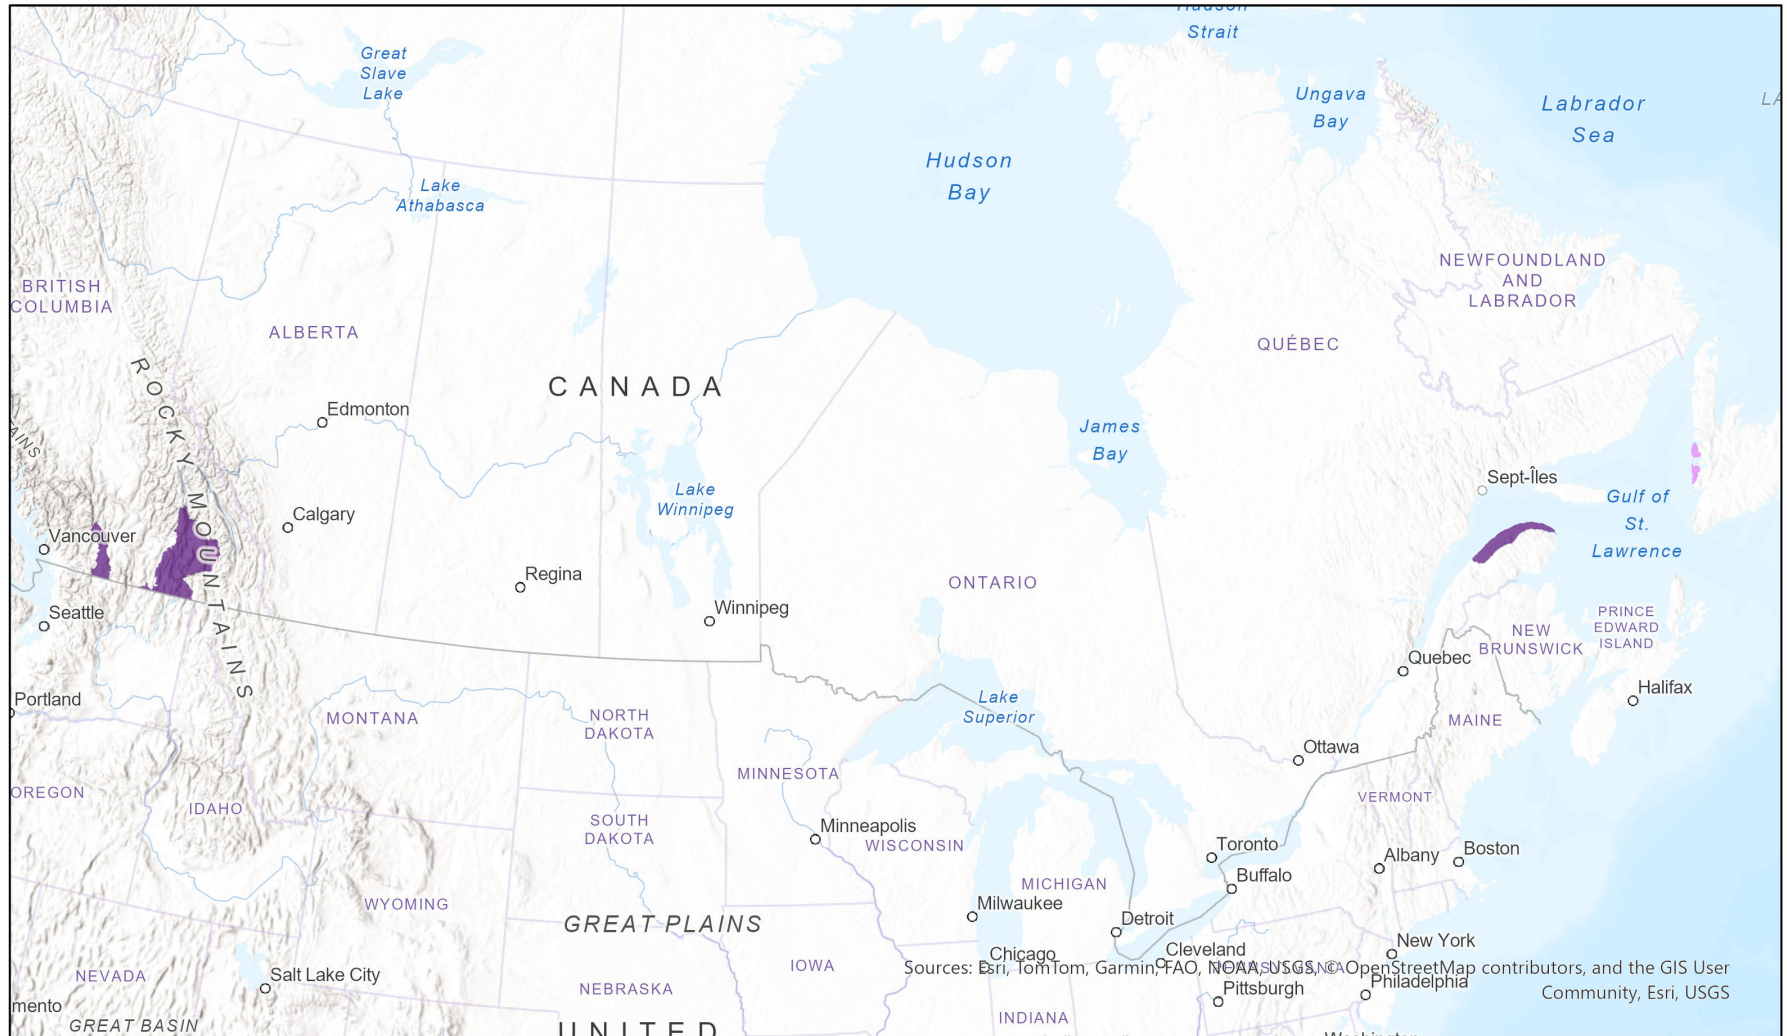 Hudson
Strait
Great
Slave
Lake
Ungava
Bay
Labrador
Sea
Hudson
Bay
Lake
Athabasca
NEWFOUNDLAND
AND
LABRADOR
BRITISH
COLUMBIA
ALBERTA
QUÉBEC
ROCKY MOUNTAINS
CANADA
Edmonton
James
Bay
Sept-Îles
Lake
Winnipeg
Gulf of
St.
Lawrence
Calgary
Vancouver
Regina
ONTARIO
Seattle
Winnipeg
PRINCE
EDWARD
ISLAND
NEW
BRUNSWICK
Quebec
Halifax
Portland
Lake
Superior
MONTANA
NORTH
DAKOTA
MAINE
Ottawa
MINNESOTA
OREGON
IDAHO
VERMONT
SOUTH
DAKOTA
Minneapolis
WISCONSIN
Toronto
Albany
Boston
Buffalo
MICHIGAN
WYOMING
Milwaukee
Detroit
GREAT PLAINS
New York
Cleveland
Chicago
IOWA
PENNSYLVANIA
Sources: Esri, TomTom, Garmin, FAO, NOAA, USGS, © OpenStreetMap contributors, and the GIS User
Community, Esri, USGS
NEVADA
Salt Lake City
NEBRASKA
Pittsburgh
Philadelphia
mento
GREAT BASIN
INDIANA
UNITED